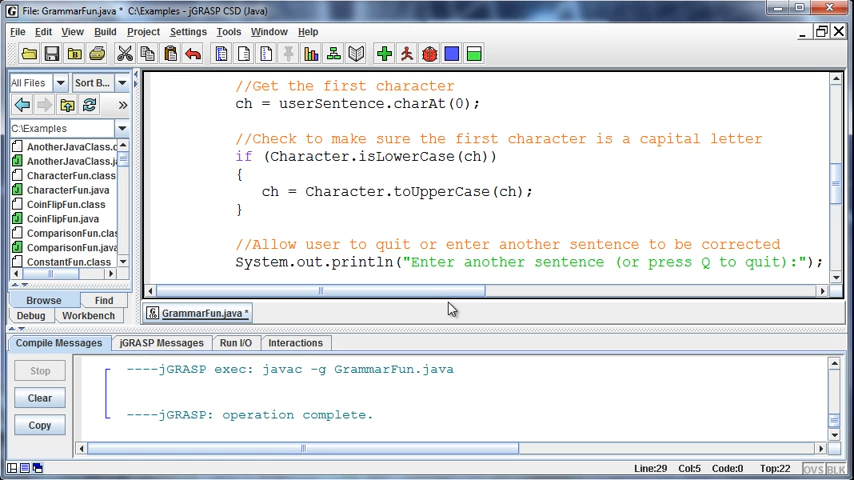 File: GrammarFun.java * C:\Examples - jGRASP CSD (Java)
File Edit View Build Project Settings Tools Window Help
All Files Sort B...
C:\Examples
AnotherJavaClass.c
AnotherJavaClass.ja
CharacterFun.class
CharacterFun.java
CoinFlipFun.class
CoinFlipFun.java
ComparisonFun.clas
ComparisonFun.java
ConstantFun.class
Browse Find
Debug Workbench
//Get the first character
ch = userSentence.charAt(0);
//Check to make sure the first character is a capital letter
if (Character.isLowerCase(ch))
{
ch = Character.toUpperCase(ch);
}
//Allow user to quit or enter another sentence to be corrected
System.out.println("Enter another sentence (or press Q to quit):");
GrammarFun.java *
Compile Messages jGRASP Messages Run I/O Interactions
Stop
Clear
Copy
----jGRASP exec: javac -g GrammarFun.java
----jGRASP: operation complete.
Line:29 Col:5 Code:0 Top:22 OVS BLK